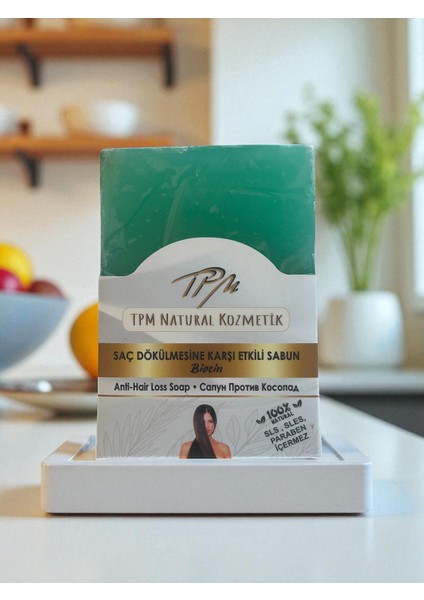 TPM
TPM NATURAL KOZMETİK
SAÇ DÖKÜLMESİNE KARŞI ETKİLİ SABUN
Biotin
Anti-Hair Loss Soap • Сапун Против Косопад
100%
NATURAL
SLS , SLES,
PARABEN
İÇERMEZ